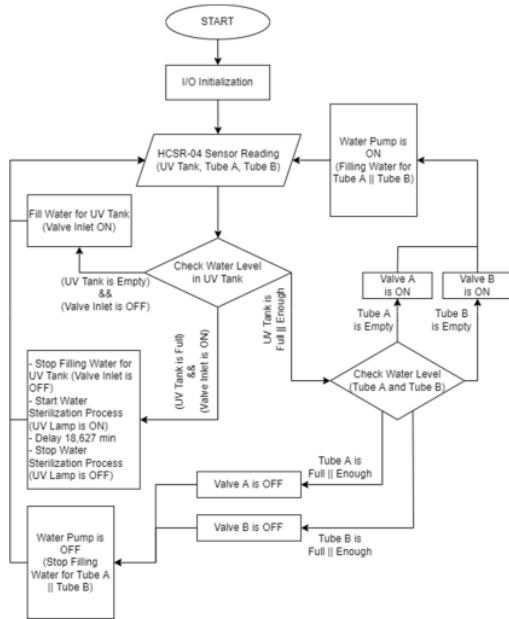 START
I/O Initialization
HCSR-04 Sensor Reading
(UV Tank, Tube A, Tube B)
Water Pump is
ON
(Filling Water for
Tube A || Tube B)
Fill Water for UV Tank
(Valve Inlet ON)
(UV Tank is Empty)
&&
(Valve Inlet is OFF)
Check Water Level
in UV Tank
Valve A
is ON
Valve B
is ON
Tube A
is Empty
Tube B
is Empty
UV Tank is
Full || Enough
(UV Tank is Full)
&&
(Valve Inlet is ON)
Check Water Level
(Tube A and Tube B)
- Stop Filling Water for
UV Tank (Valve Inlet is
OFF)
- Start Water
Sterilization Process
(UV Lamp is ON)
- Delay 18,627 min
- Stop Water
Sterilization Process
(UV Lamp is OFF)
Tube A is
Full || Enough
Valve A is OFF
Valve B is OFF
Tube B is
Full || Enough
Water Pump is
OFF
(Stop Filling
Water for Tube A
|| Tube B)